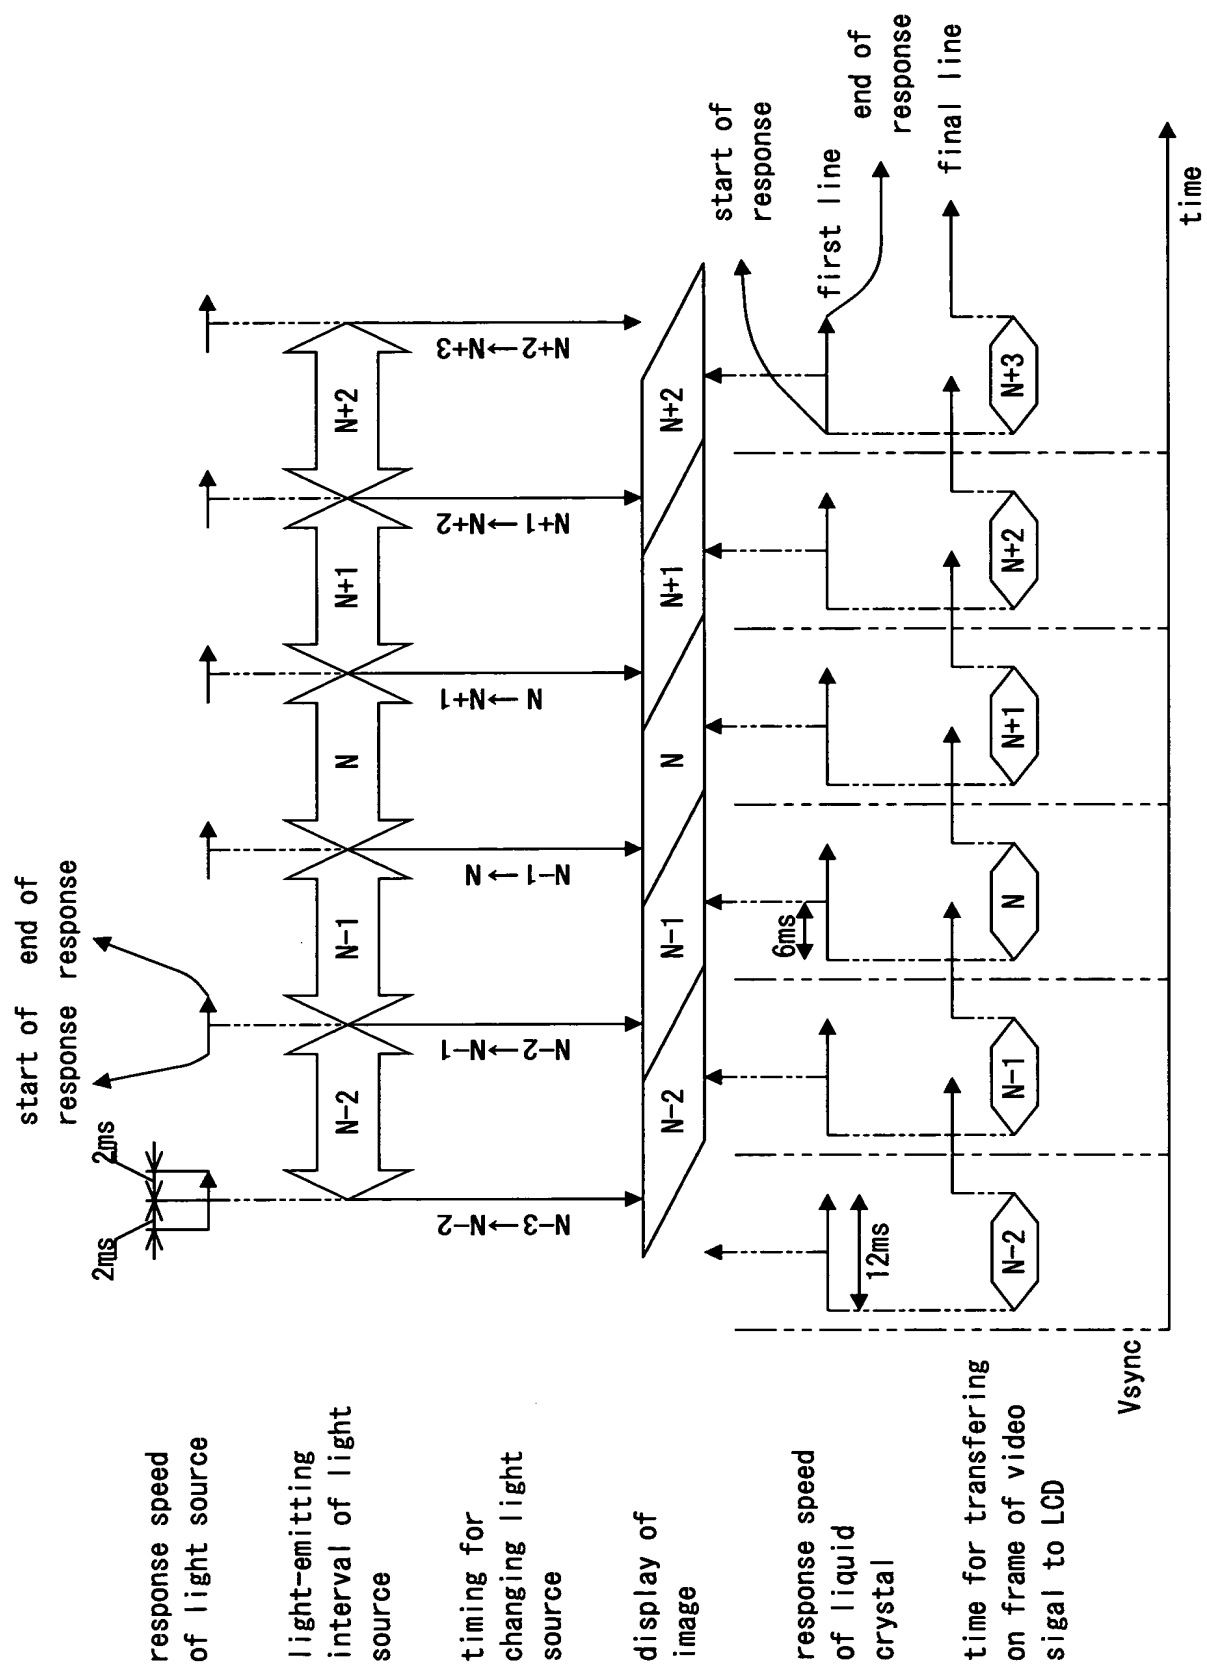 response speed
of light source
2ms
2ms
start of
response
end of
response
light-emitting
interval of light
source
N-2
N-1
N
N+1
N+2
timing for
changing light
source
N-3→N-2
N-2→N-1
N-1→N
N→N+1
N+1→N+2
N+2→N+3
display of
image
N-2
N-1
N
N+1
N+2
start of
response
response speed
of liquid
crystal
12ms
6ms
first line
end of
response
time for transfering
on frame of video
sigal to LCD
N-2
N-1
N
N+1
N+2
N+3
final line
Vsync
time